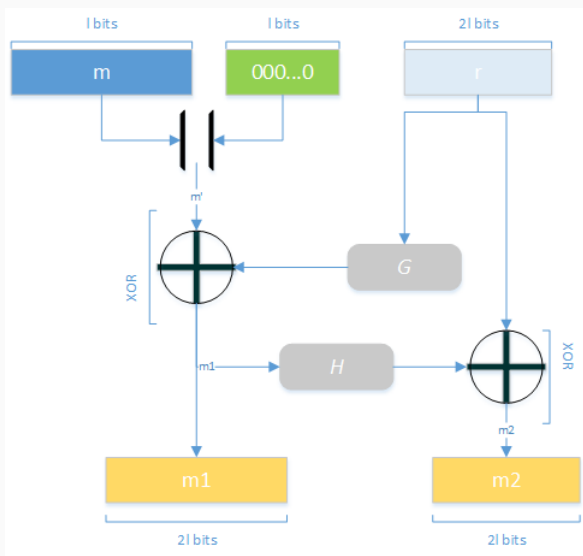 l bits
l bits
2l bits
m
000...0
r
m'
XOR
G
m1
H
XOR
m2
m1
m2
2l bits
2l bits